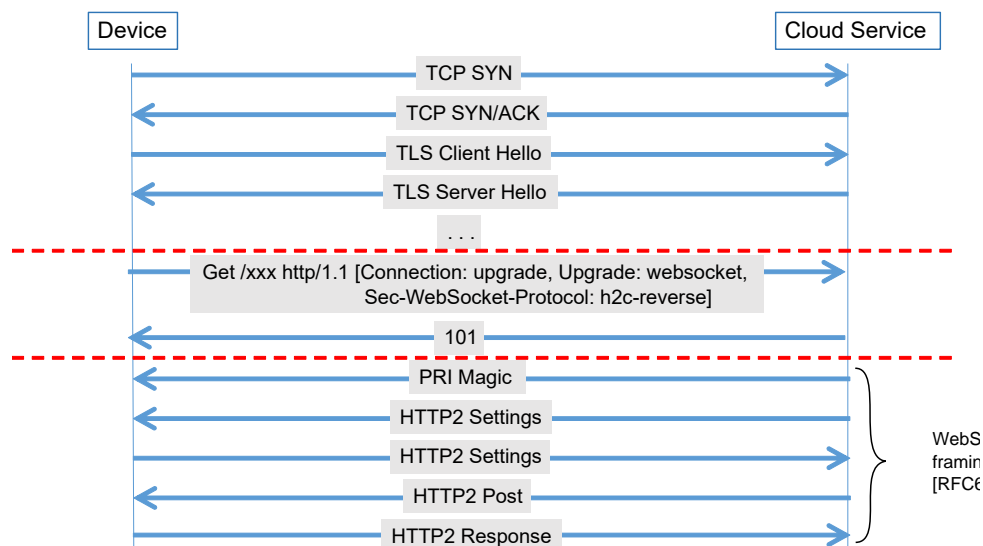 Device
Cloud Service
TCP SYN
TCP SYN/ACK
TLS Client Hello
TLS Server Hello
. . .
Get /xxx http/1.1 [Connection: upgrade, Upgrade: websocket,
Sec-WebSocket-Protocol: h2c-reverse]
101
PRI Magic
HTTP2 Settings
HTTP2 Settings
HTTP2 Post
HTTP2 Response